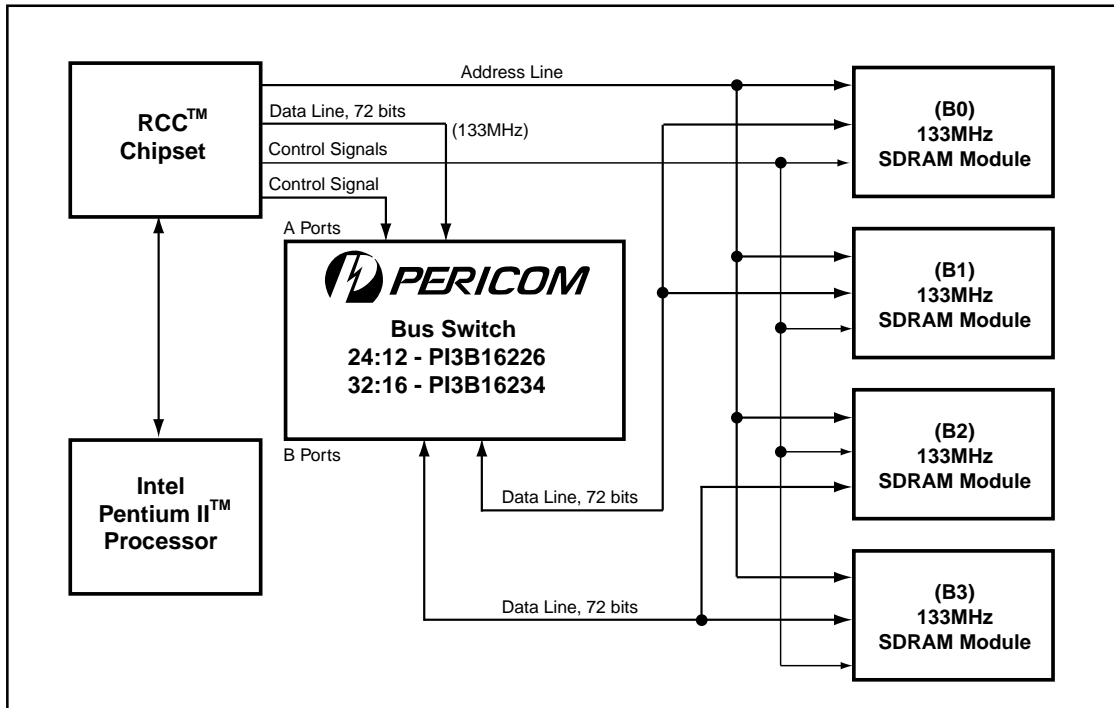 RCC™
Chipset
Address Line
Data Line, 72 bits
(133MHz)
Control Signals
Control Signal
A Ports
PERICOM
Bus Switch
24:12 - PI3B16226
32:16 - PI3B16234
B Ports
Data Line, 72 bits
Data Line, 72 bits
Intel
Pentium II™
Processor
(B0)
133MHz
SDRAM Module
(B1)
133MHz
SDRAM Module
(B2)
133MHz
SDRAM Module
(B3)
133MHz
SDRAM Module